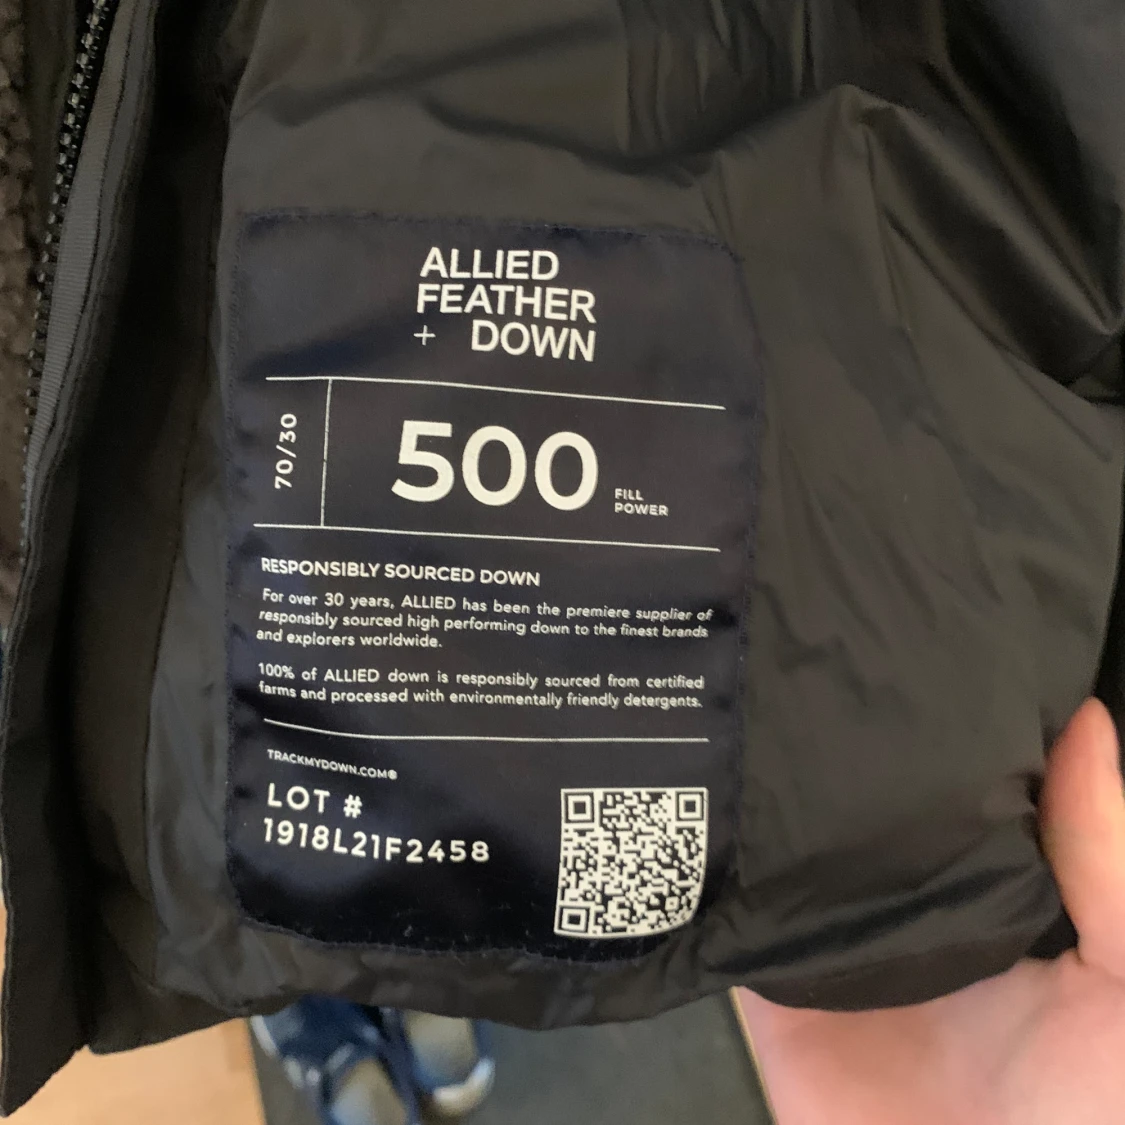 ALLIED
FEATHER
+ DOWN
70/30
500
FILL
POWER
RESPONSIBLY SOURCED DOWN
For over 30 years, ALLIED has been the premiere supplier of
responsibly sourced high performing down to the finest brands
and explorers worldwide.
100% of ALLIED down is responsibly sourced from certified
farms and processed with environmentally friendly detergents.
TRACKMYDOWN.COM®
LOT #
1918L21F2458